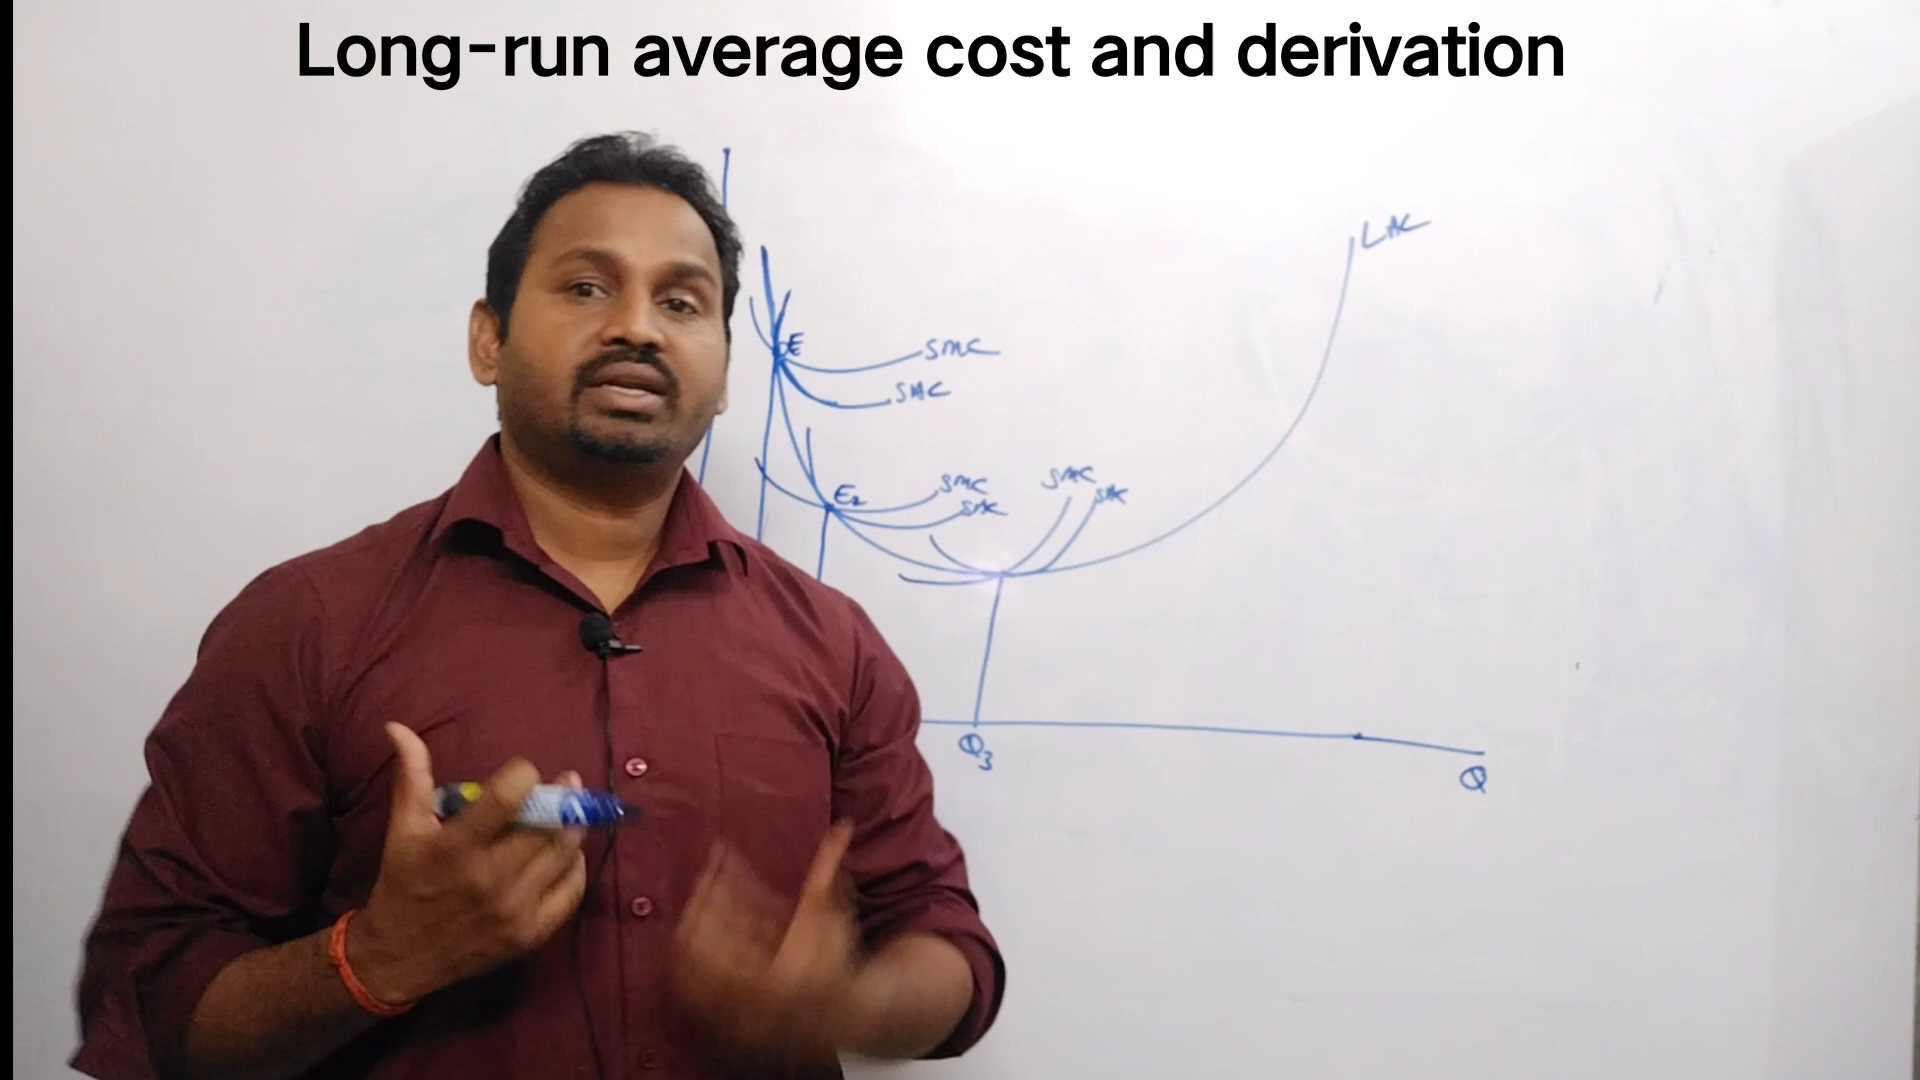 Long-run average cost and derivation
LAC
E
SMC
SAC
E2
SMC
SAC
SMC
SAC
Q3
Q